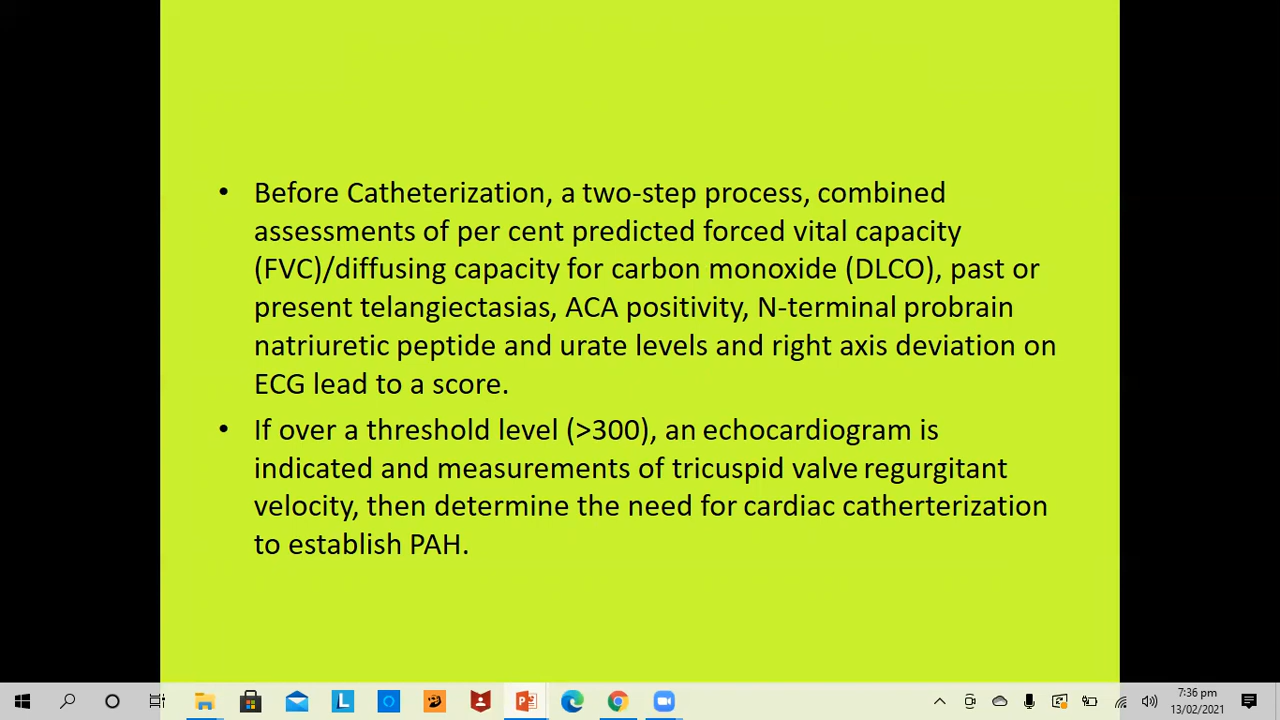 • Before Catheterization, a two-step process, combined
assessments of per cent predicted forced vital capacity
(FVC)/diffusing capacity for carbon monoxide (DLCO), past or
present telangiectasias, ACA positivity, N-terminal probrain
natriuretic peptide and urate levels and right axis deviation on
ECG lead to a score.
• If over a threshold level (>300), an echocardiogram is
indicated and measurements of tricuspid valve regurgitant
velocity, then determine the need for cardiac catherterization
to establish PAH.
L
7:36 pm
13/02/2021